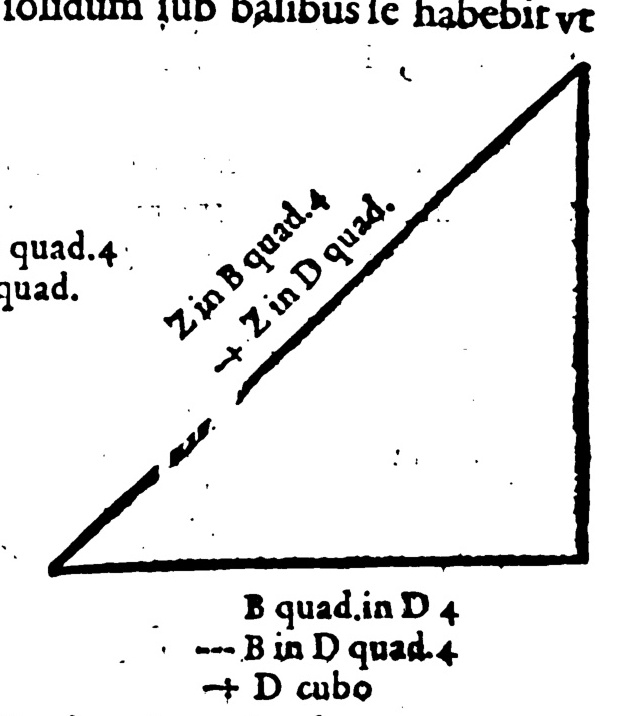 solidum sub basibus se habebit vt
quad.4
quad.
Z in B quad.4
+ Z in D quad.
B quad.in D 4
--- B in D quad.4
+ D cubo